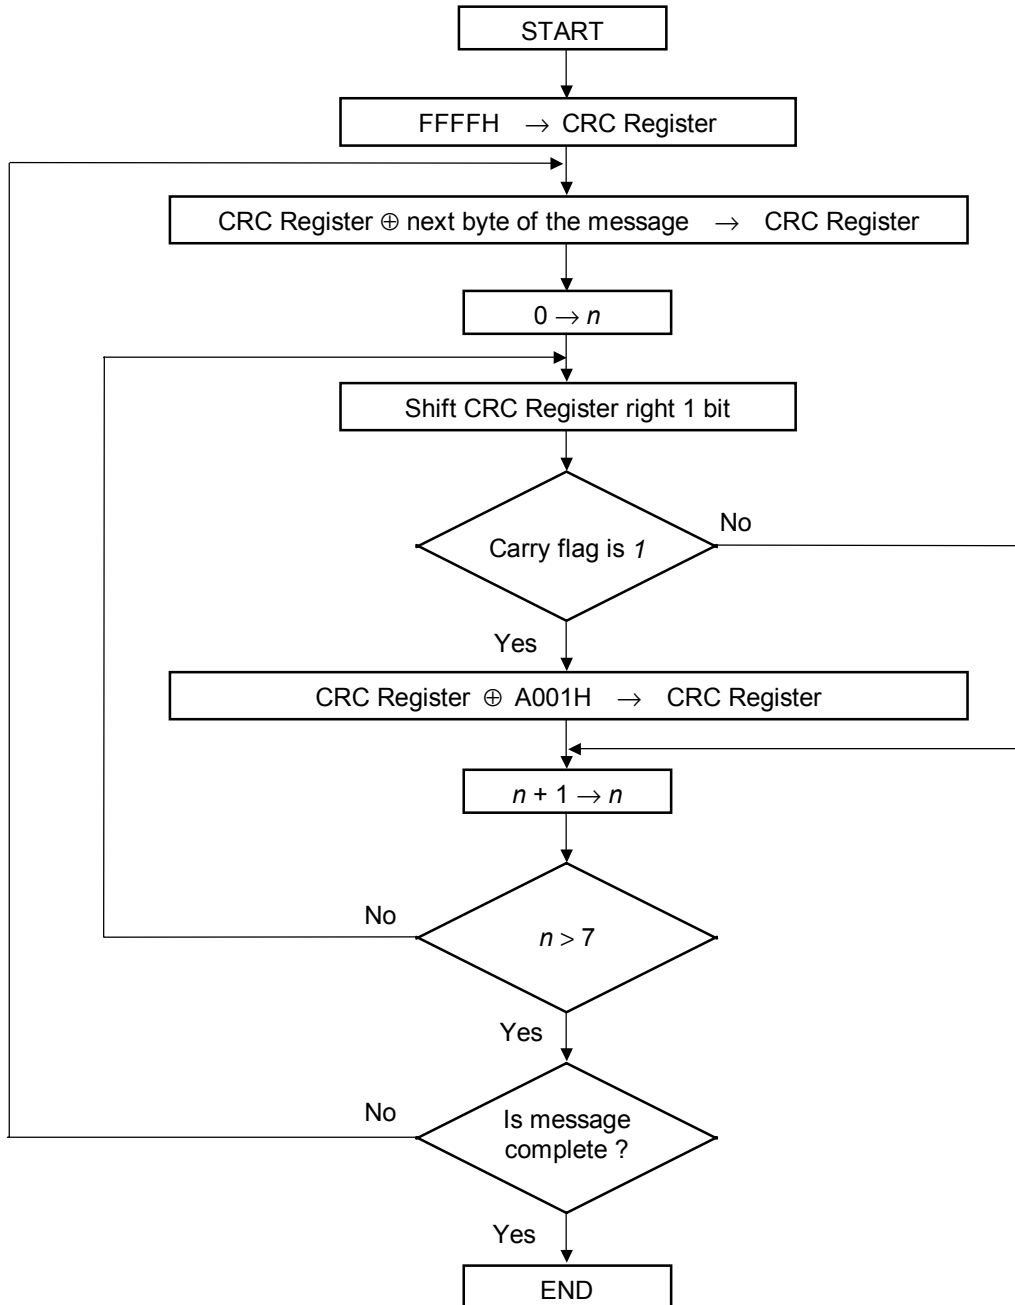 START
FFFFH → CRC Register
CRC Register ⊕ next byte of the message → CRC Register
0 → n
Shift CRC Register right 1 bit
Carry flag is 1
No
Yes
CRC Register ⊕ A001H → CRC Register
n + 1 → n
No
n > 7
Yes
No
Is message
complete ?
Yes
END